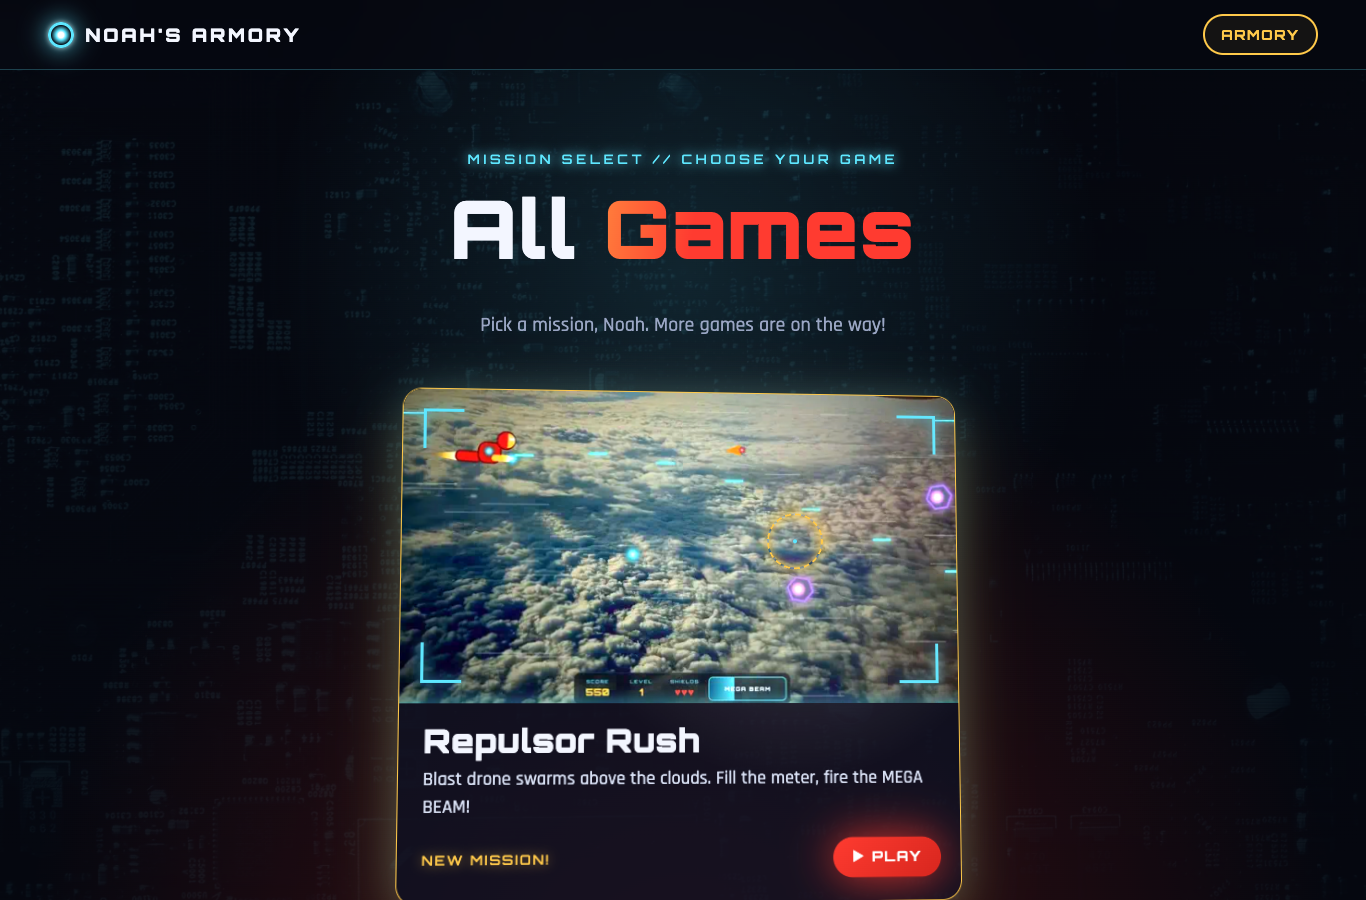 NOAH'S ARMORY
ARMORY
MISSION SELECT // CHOOSE YOUR GAME
All Games
Pick a mission, Noah. More games are on the way!
SCORE
550
LEVEL
1
SHIELDS
♥♥♥
MEGA BEAM
Repulsor Rush
Blast drone swarms above the clouds. Fill the meter, fire the MEGA
BEAM!
NEW MISSION!
▶ PLAY